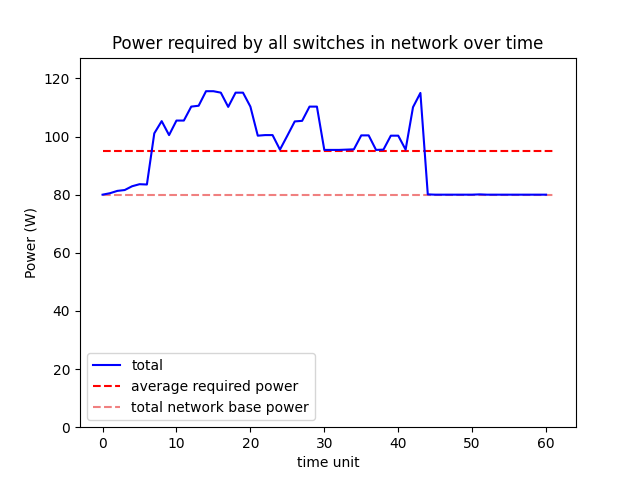 Power required by all switches in network over time
120
100
80
60
40
20
0
Power (W)
total
average required power
total network base power
0 10 20 30 40 50 60
time unit